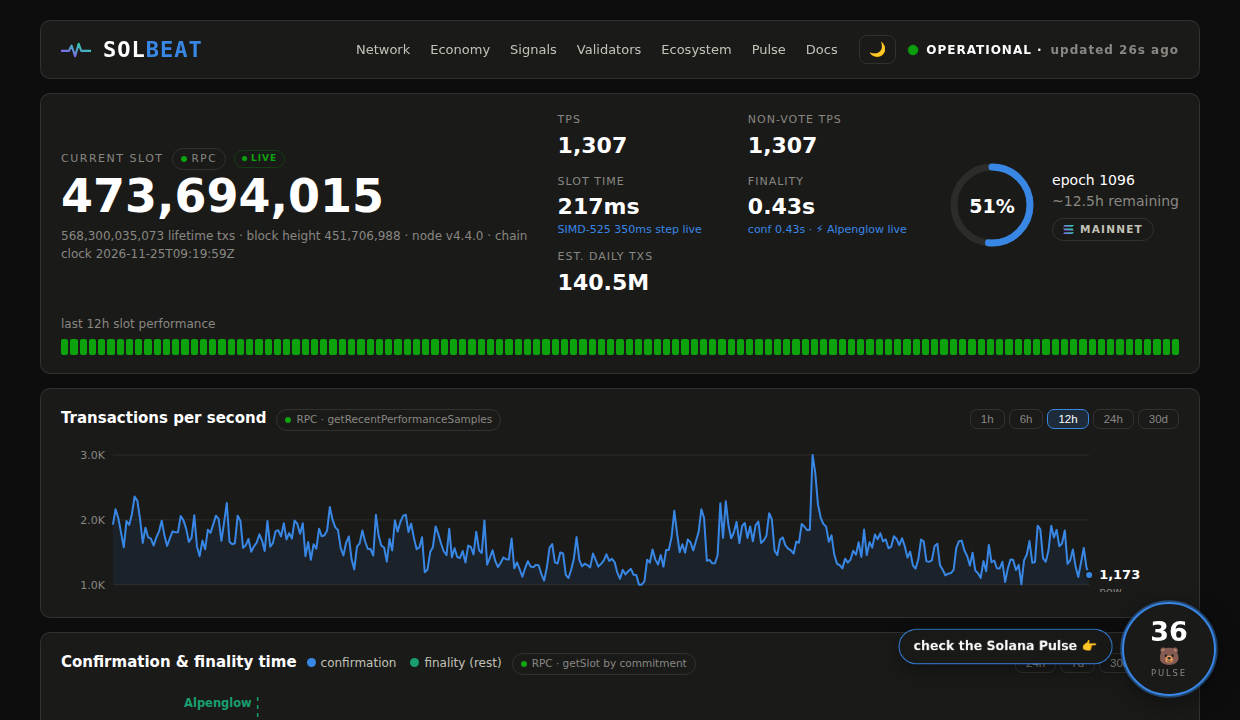 SOLBEAT
Network Economy Signals Validators Ecosystem Pulse Docs
OPERATIONAL · updated 26s ago
CURRENT SLOT RPC LIVE
473,694,015
568,300,035,073 lifetime txs · block height 451,706,988 · node v4.4.0 · chain
clock 2026-11-25T09:19:59Z
TPS
1,307
NON-VOTE TPS
1,307
SLOT TIME
217ms
SIMD-525 350ms step live
FINALITY
0.43s
conf 0.43s · ⚡ Alpenglow live
EST. DAILY TXS
140.5M
51%
epoch 1096
~12.5h remaining
MAINNET
last 12h slot performance
Transactions per second RPC · getRecentPerformanceSamples
1h 6h 12h 24h 30d
3.0K
2.0K
1.0K
1,173
now
Confirmation & finality time confirmation finality (rest) RPC · getSlot by commitment
24h 7d 30d
Alpenglow
check the Solana Pulse 👉
36
PULSE